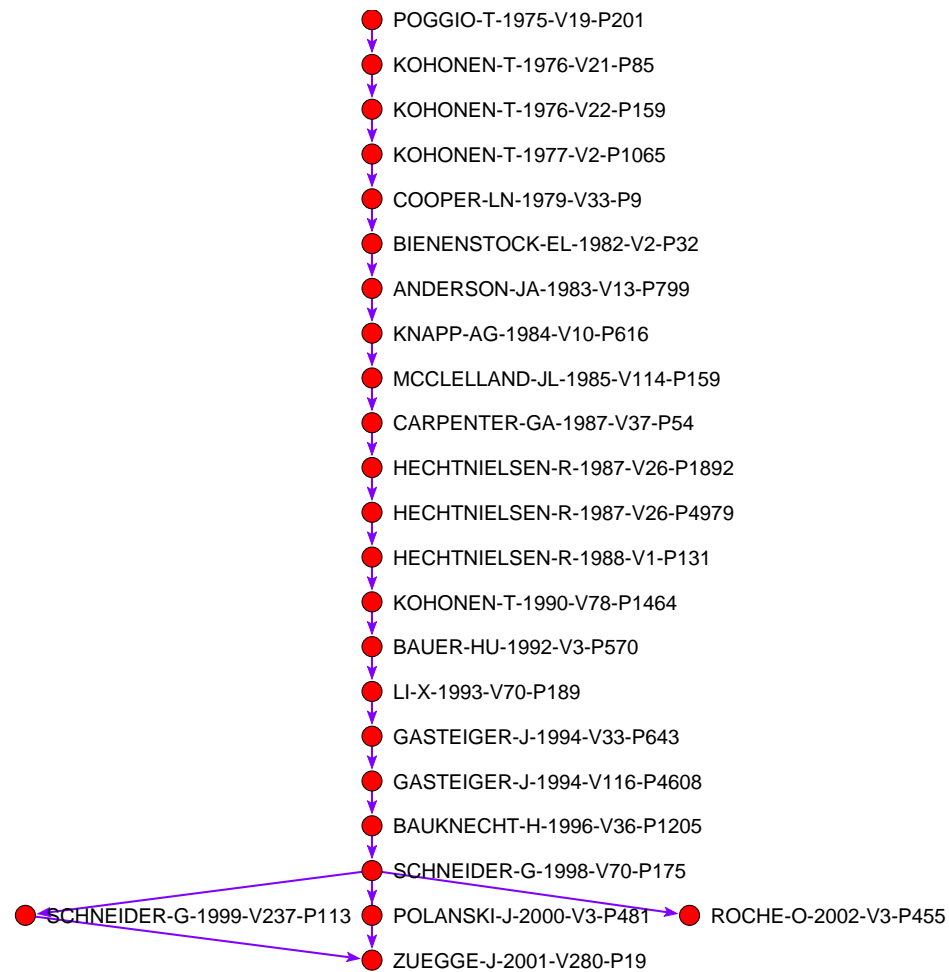 POGGIO-T-1975-V19-P201
KOHONEN-T-1976-V21-P85
KOHONEN-T-1976-V22-P159
KOHONEN-T-1977-V2-P1065
COOPER-LN-1979-V33-P9
BIENENSTOCK-EL-1982-V2-P32
ANDERSON-JA-1983-V13-P799
KNAPP-AG-1984-V10-P616
MCCLELLAND-JL-1985-V114-P159
CARPENTER-GA-1987-V37-P54
HECHTNIELSEN-R-1987-V26-P1892
HECHTNIELSEN-R-1987-V26-P4979
HECHTNIELSEN-R-1988-V1-P131
KOHONEN-T-1990-V78-P1464
BAUER-HU-1992-V3-P570
LI-X-1993-V70-P189
GASTEIGER-J-1994-V33-P643
GASTEIGER-J-1994-V116-P4608
BAUKNECHT-H-1996-V36-P1205
SCHNEIDER-G-1998-V70-P175
SCHNEIDER-G-1999-V237-P113
POLANSKI-J-2000-V3-P481
ROCHE-O-2002-V3-P455
ZUEGGE-J-2001-V280-P19